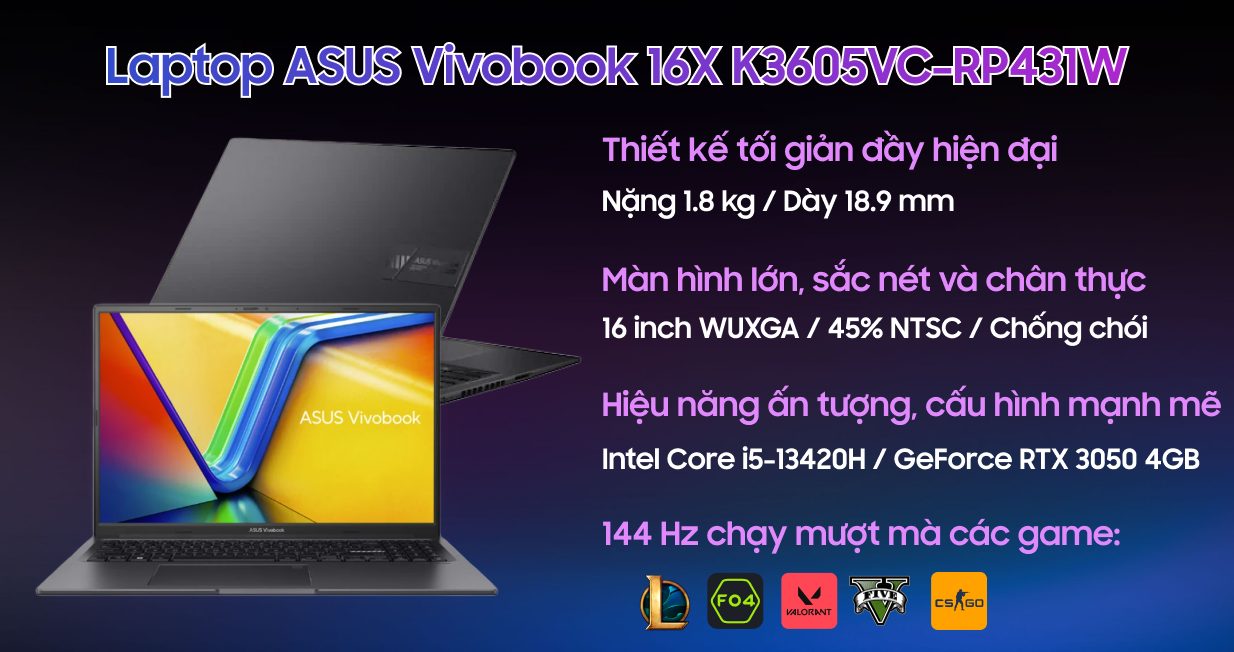 Laptop ASUS Vivobook 16X K3605VC-RP431W
Thiết kế tối giản đầy hiện đại
Nặng 1.8 kg / Dày 18.9 mm
Màn hình lớn, sắc nét và chân thực
16 inch WUXGA / 45% NTSC / Chống chói
Hiệu năng ấn tượng, cấu hình mạnh mẽ
Intel Core i5-13420H / GeForce RTX 3050 4GB
144 Hz chạy mượt mà các game:
ASUS Vivobook
ASUS Vivobook
L FO4 VALORANT V FIVE CS GO